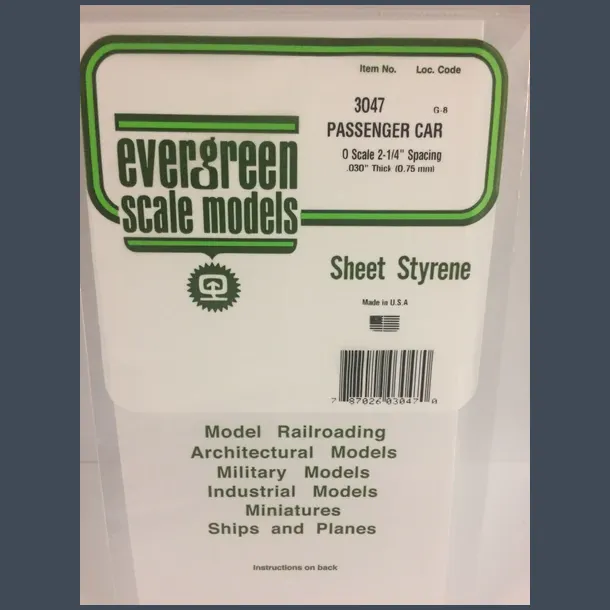 Item No. Loc. Code
3047 G-8
PASSENGER CAR
O Scale 2-1/4" Spacing
.030" Thick (0.75 mm)
evergreen
scale models
Sheet Styrene
Made in U.S.A
7 87026 03047 0
Model Railroading
Architectural Models
Military Models
Industrial Models
Miniatures
Ships and Planes
Instructions on back